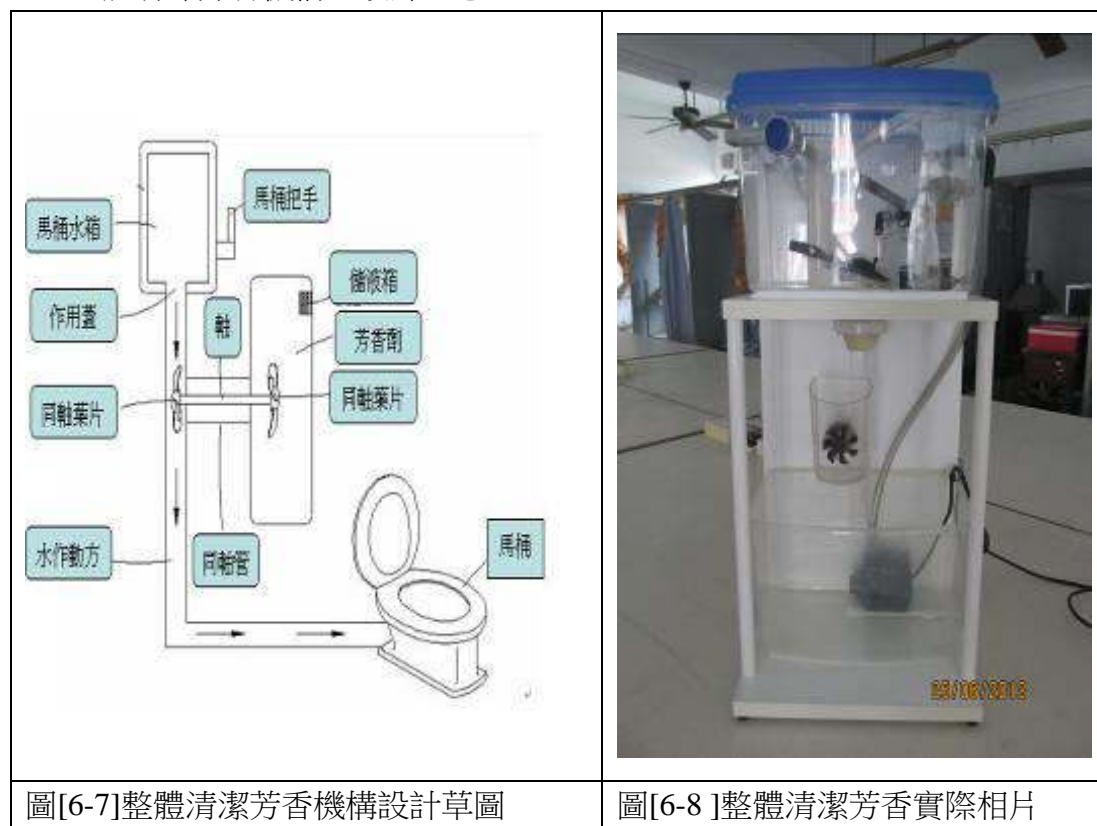 馬桶把手
馬桶水箱
儲液箱
作用蓋
軸
芳香劑
同軸葉片
同軸葉片
水作動方
同軸管
馬桶
05/06/2013
圖[6-7]整體清潔芳香機構設計草圖
圖[6-8 ]整體清潔芳香實際相片